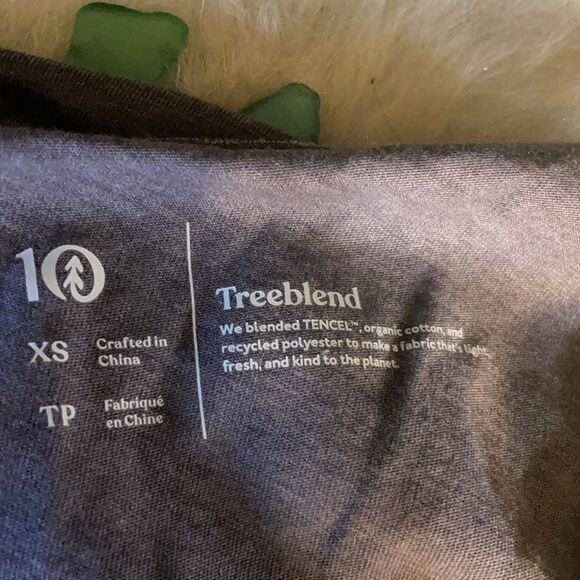 10
XS
Crafted in
China
TP
Fabriqué
en Chine
Treeblend
We blended TENCEL™, organic cotton, and
recycled polyester to make a fabric that's light,
fresh, and kind to the planet.